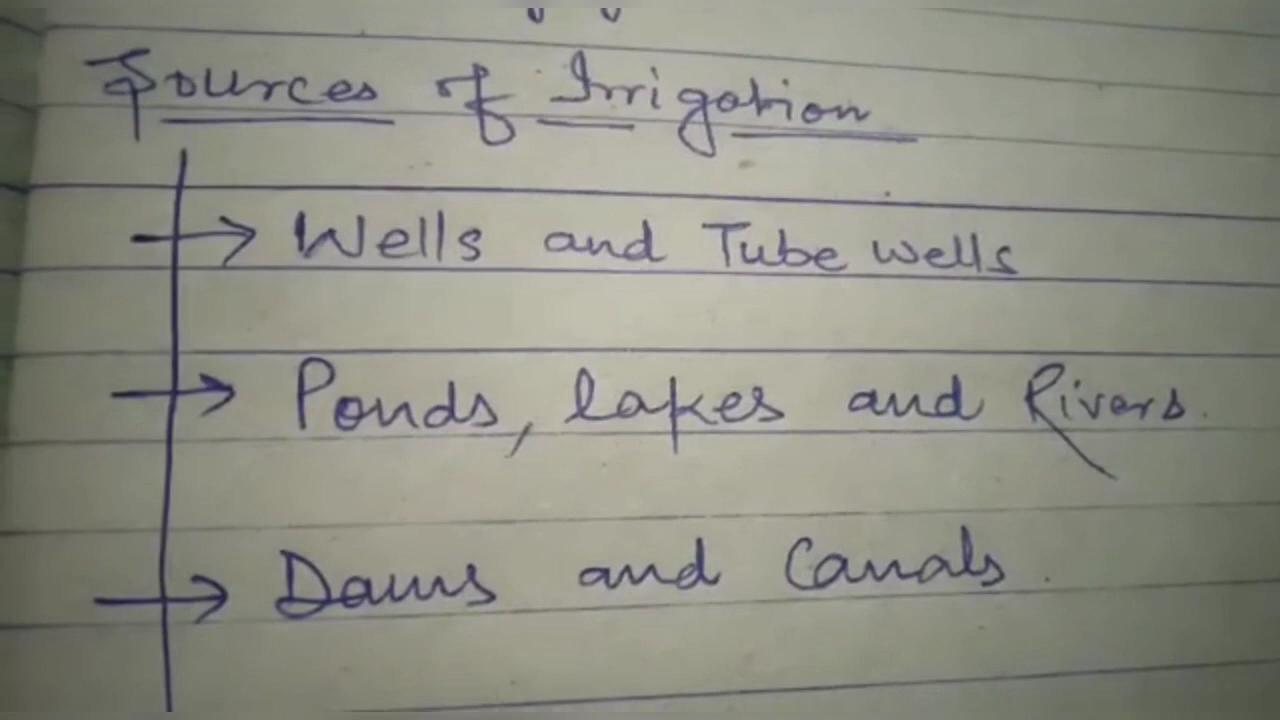 Sources of Irrigation
→ Wells and Tube wells
→ Ponds, lakes and Rivers.
→ Dams and Canals.